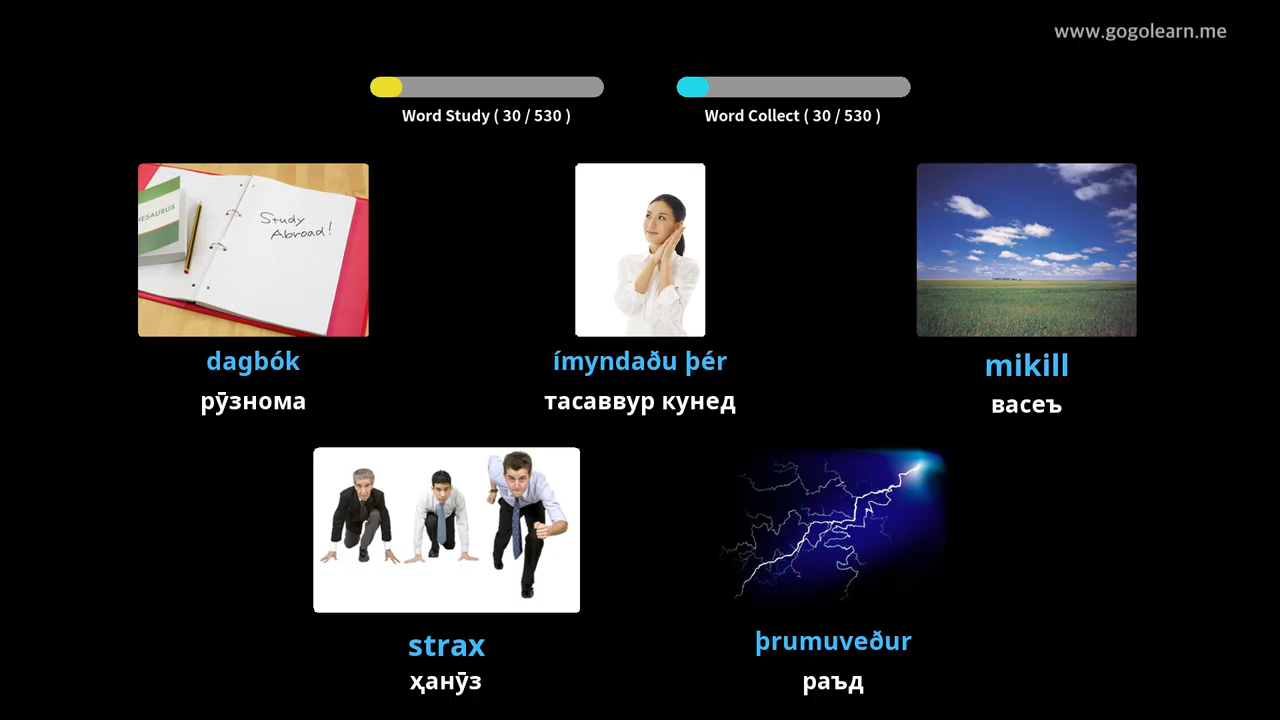 www.gogolearn.me
Word Study ( 30 / 530 )
Word Collect ( 30 / 530 )
HESAURUS
Study
Abroad!
dagbók
рӯзнома
ímyndaðu þér
тасаввур кунед
mikill
васеъ
strax
ҳанӯз
þrumuveður
раъд